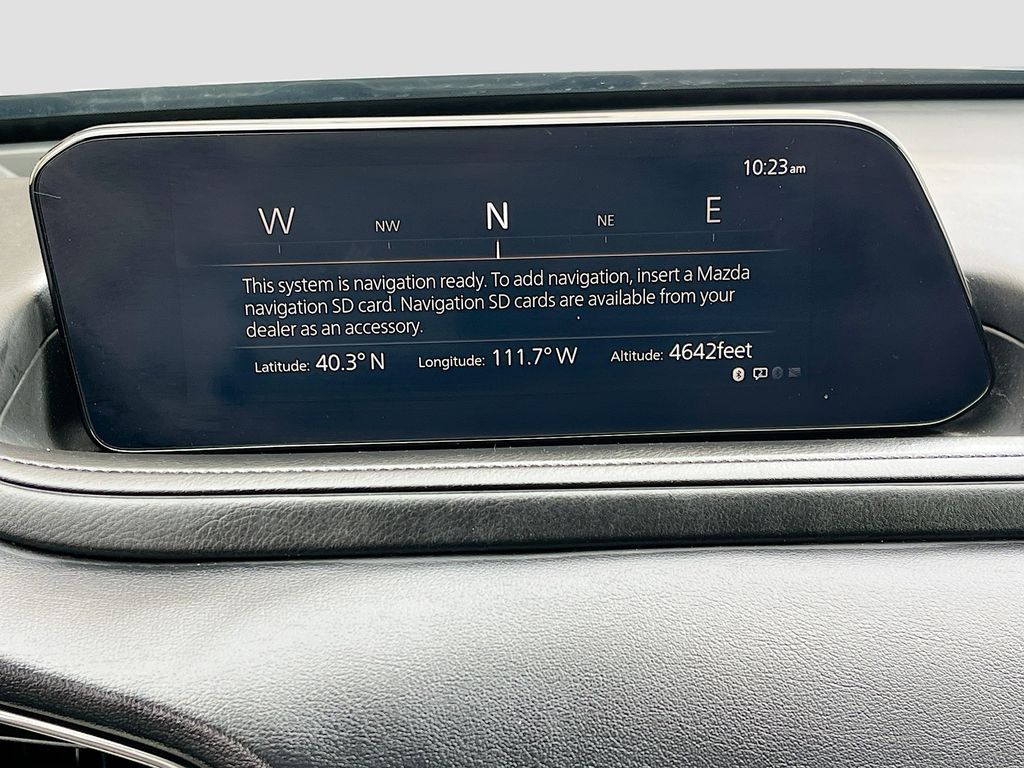 10:23am
W NW N NE E
This system is navigation ready. To add navigation, insert a Mazda
navigation SD card. Navigation SD cards are available from your
dealer as an accessory.
Latitude: 40.3° N Longitude: 111.7° W Altitude: 4642feet